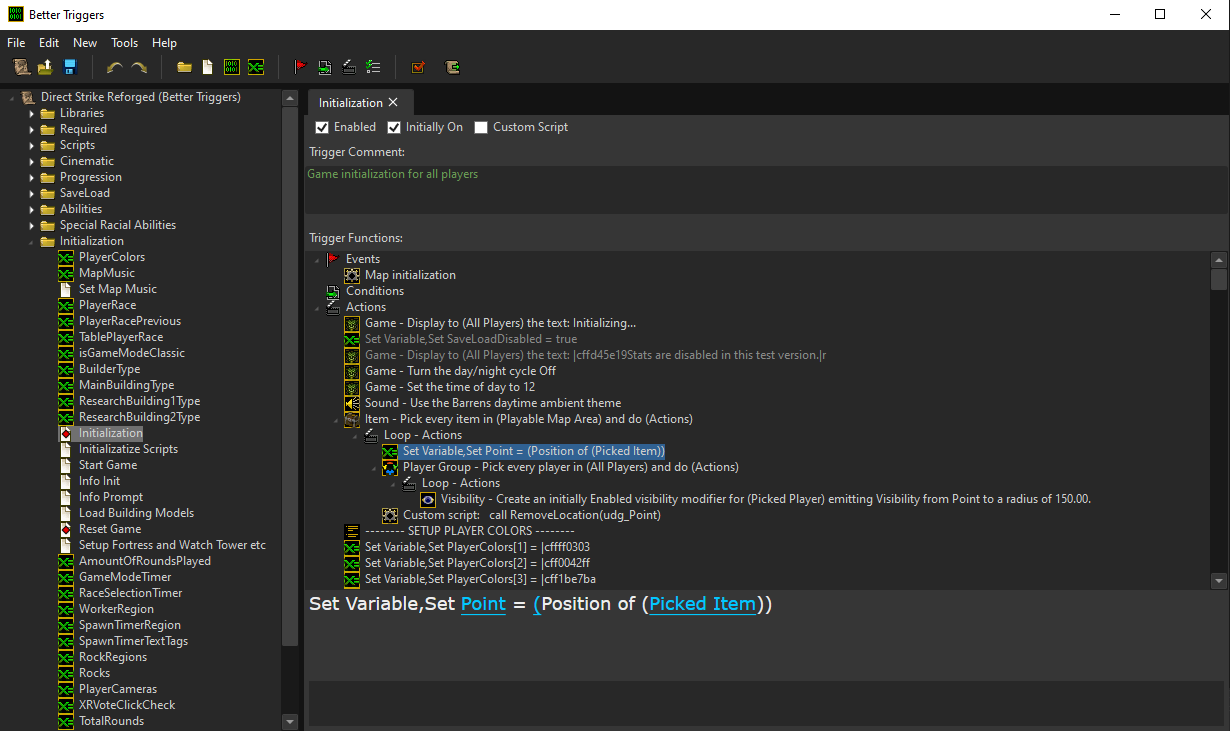 Better Triggers
File Edit New Tools Help
Direct Strike Reforged (Better Triggers)
Libraries
Required
Scripts
Cinematic
Progression
SaveLoad
Abilities
Special Racial Abilities
Initialization
PlayerColors
MapMusic
Set Map Music
PlayerRace
PlayerRacePrevious
TablePlayerRace
isGameModeClassic
BuilderType
MainBuildingType
ResearchBuilding1Type
ResearchBuilding2Type
Initialization
Initializatize Scripts
Start Game
Info Init
Info Prompt
Load Building Models
Reset Game
Setup Fortress and Watch Tower etc
AmountOfRoundsPlayed
GameModeTimer
RaceSelectionTimer
WorkerRegion
SpawnTimerRegion
SpawnTimerTextTags
RockRegions
Rocks
PlayerCameras
XRVoteClickCheck
TotalRounds
Initialization
Enabled Initially On Custom Script
Trigger Comment:
Game initialization for all players
Trigger Functions:
Events
Map initialization
Conditions
Actions
Game - Display to (All Players) the text: Initializing...
Set Variable,Set SaveLoadDisabled = true
Game - Display to (All Players) the text: |cffd45e19Stats are disabled in this test version.|r
Game - Turn the day/night cycle Off
Game - Set the time of day to 12
Sound - Use the Barrens daytime ambient theme
Item - Pick every item in (Playable Map Area) and do (Actions)
Loop - Actions
Set Variable,Set Point = (Position of (Picked Item))
Player Group - Pick every player in (All Players) and do (Actions)
Loop - Actions
Visibility - Create an initially Enabled visibility modifier for (Picked Player) emitting Visibility from Point to a radius of 150.00.
Custom script: call RemoveLocation(udg_Point)
-------- SETUP PLAYER COLORS --------
Set Variable,Set PlayerColors[1] = |cffff0303
Set Variable,Set PlayerColors[2] = |cff0042ff
Set Variable,Set PlayerColors[3] = |cff1be7ba
Set Variable,Set Point = (Position of (Picked Item))